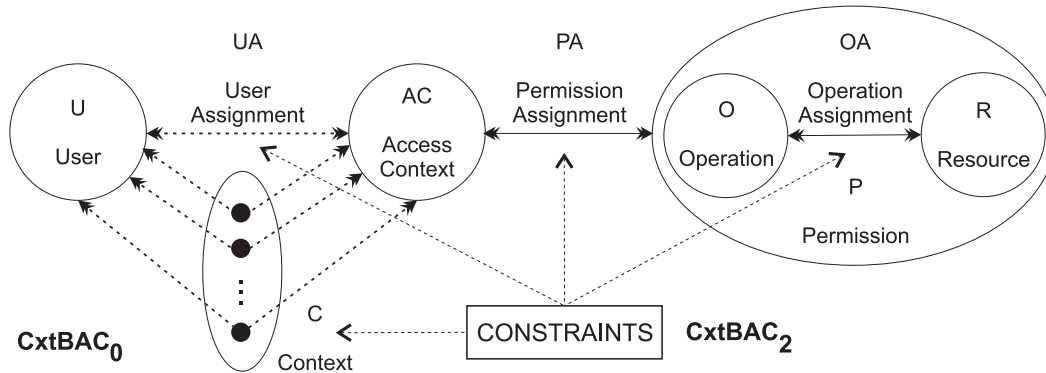 UA
PA
OA
U
User
User
Assignment
AC
Access
Context
Permission
Assignment
O
Operation
Operation
Assignment
R
Resource
P
Permission
C
Context
CONSTRAINTS
CxtBAC0
CxtBAC2